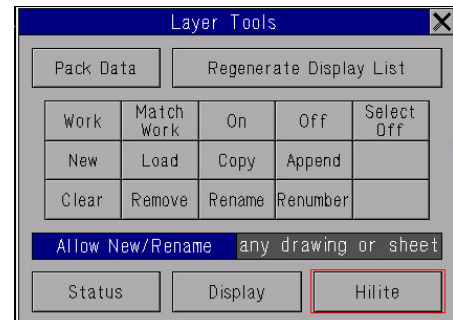 Layer Tools
Pack Data Regenerate Display List
Work Match Work On Off Select Off
New Load Copy Append
Clear Remove Rename Renumber
Allow New/Rename any drawing or sheet
Status Display Hilite